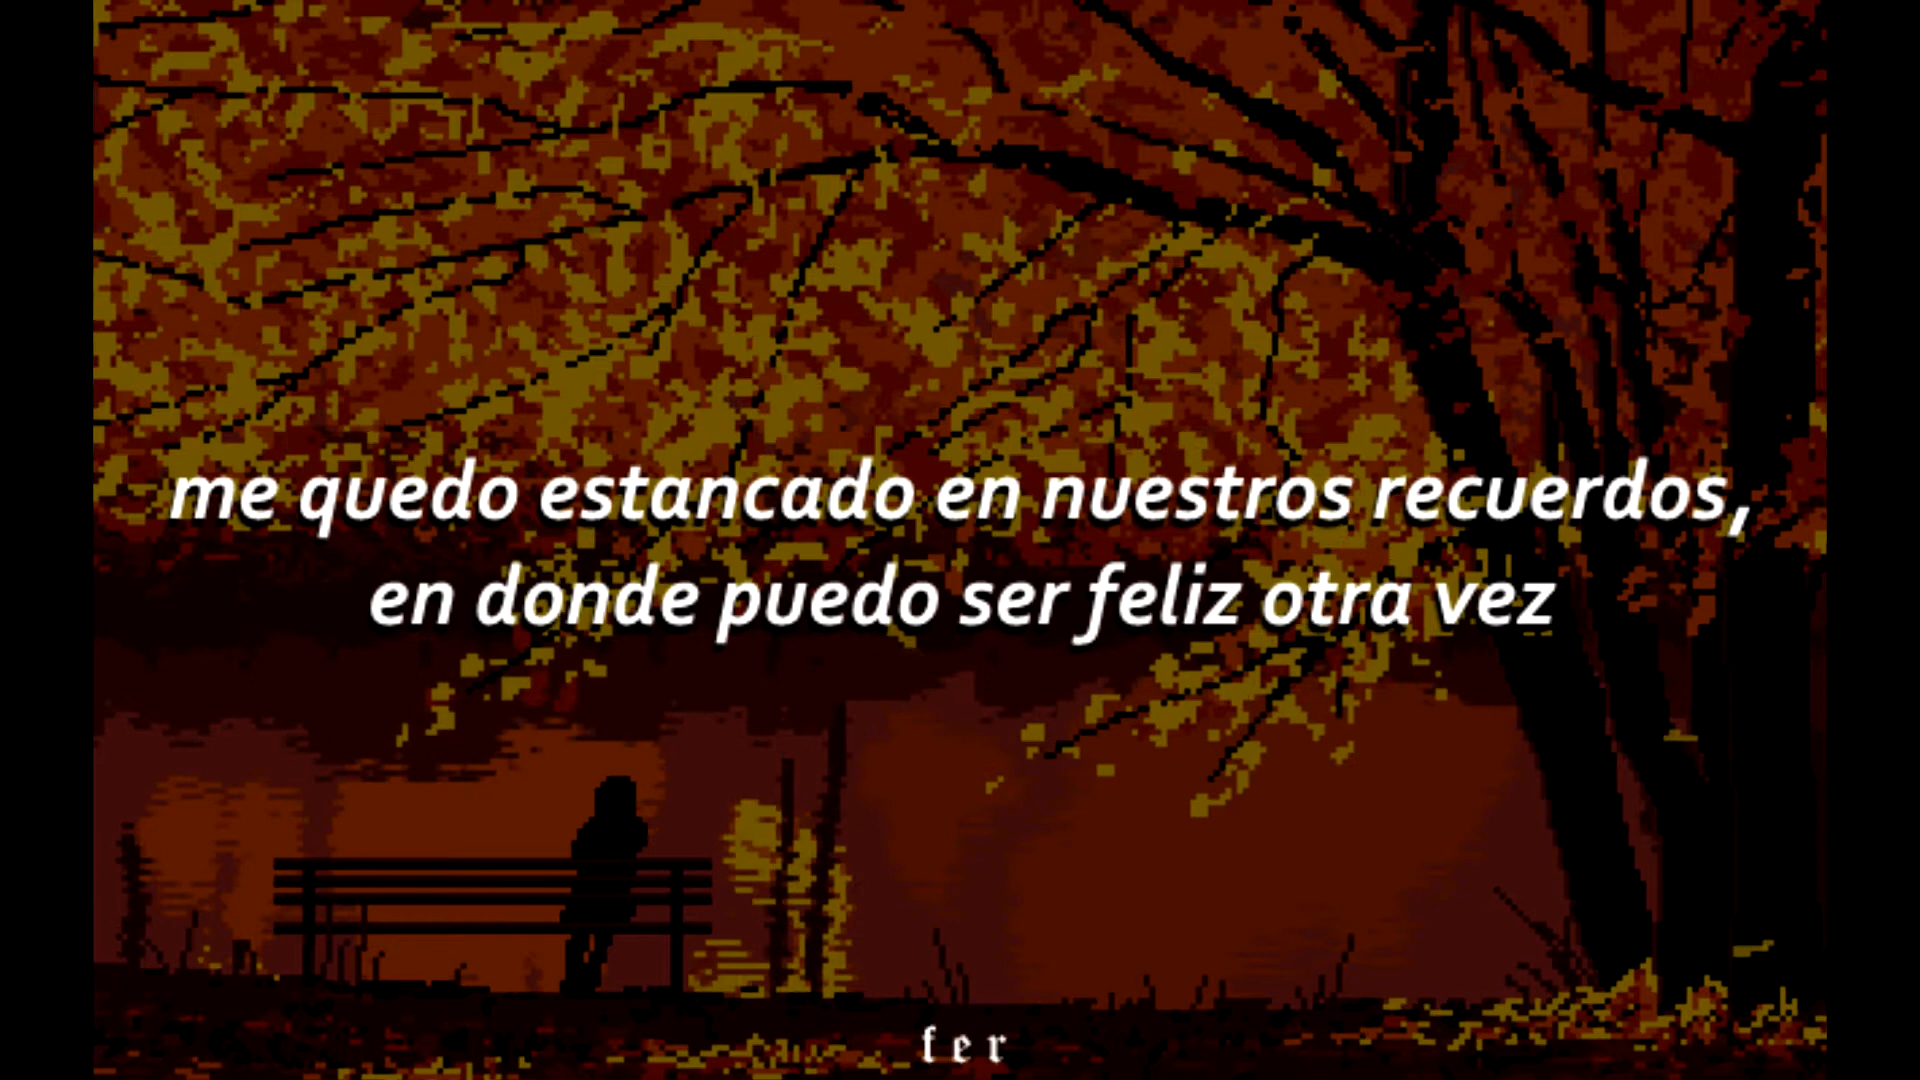 me quedo estancado en nuestros recuerdos,
en donde puedo ser feliz otra vez
fer